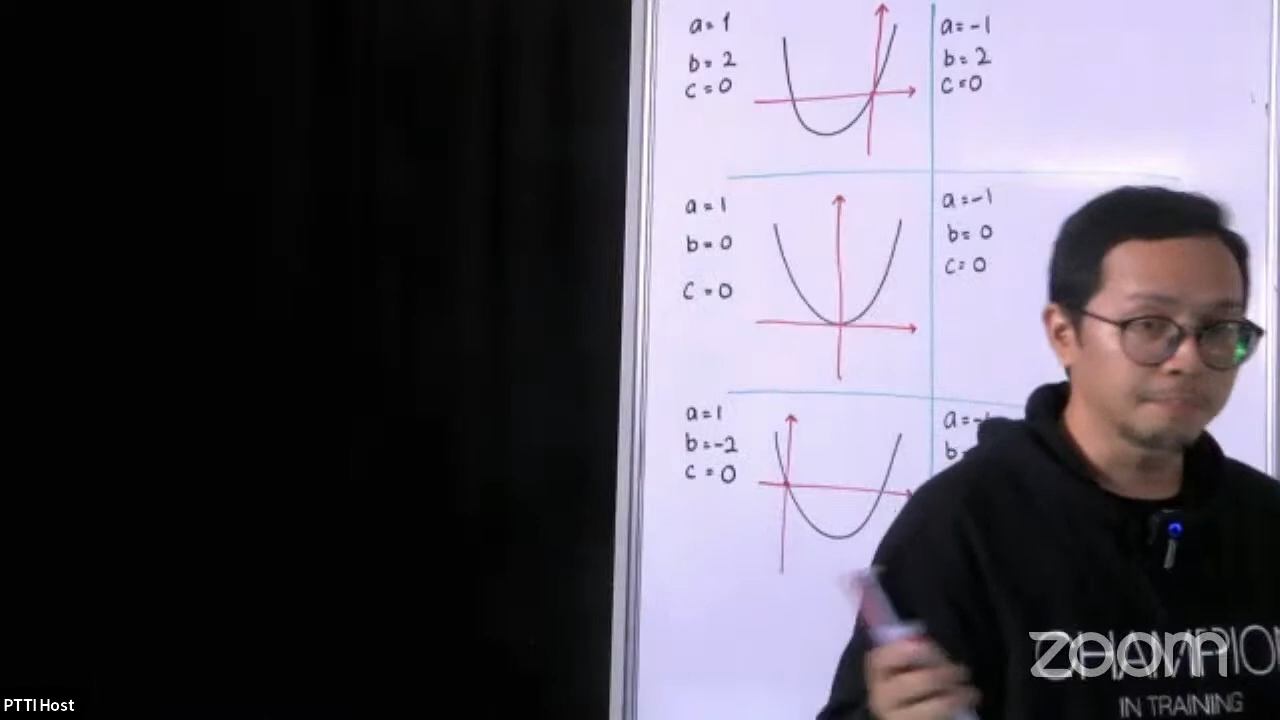 a=1
b=2
c=0
a=-1
b=2
c=0
a=1
b=0
c=0
a=-1
b=0
c=0
a=1
b=-2
c=0
a=-
b-
zoom
CHAMPION
IN TRAINING
PTTI Host